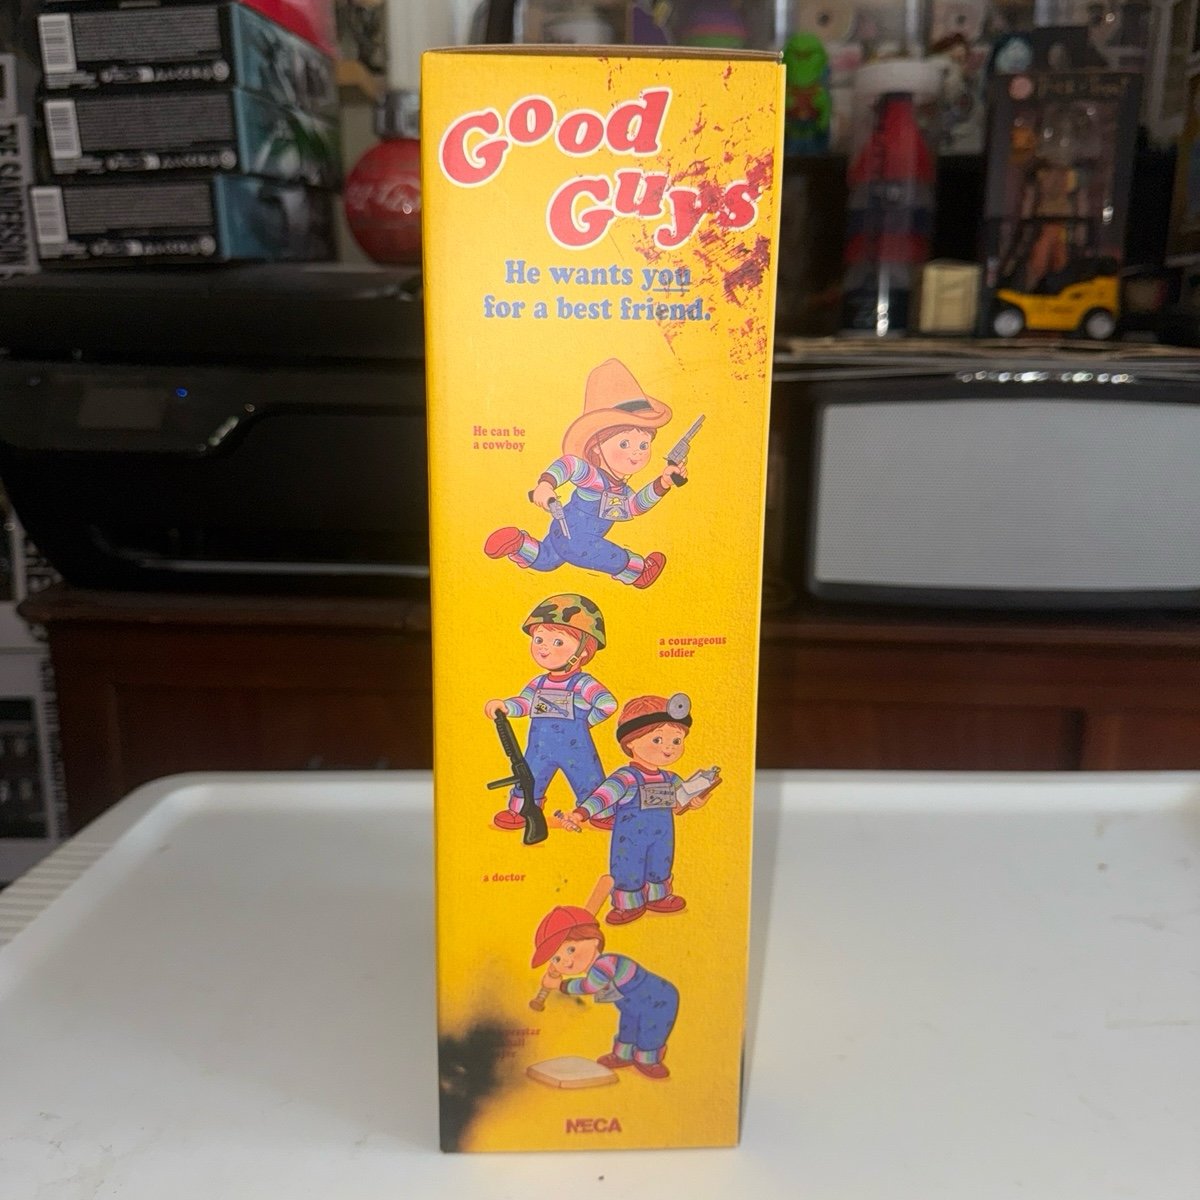 Good
Guys
He wants you
for a best friend.
He can be
a cowboy
a courageous
soldier
a doctor
NECA